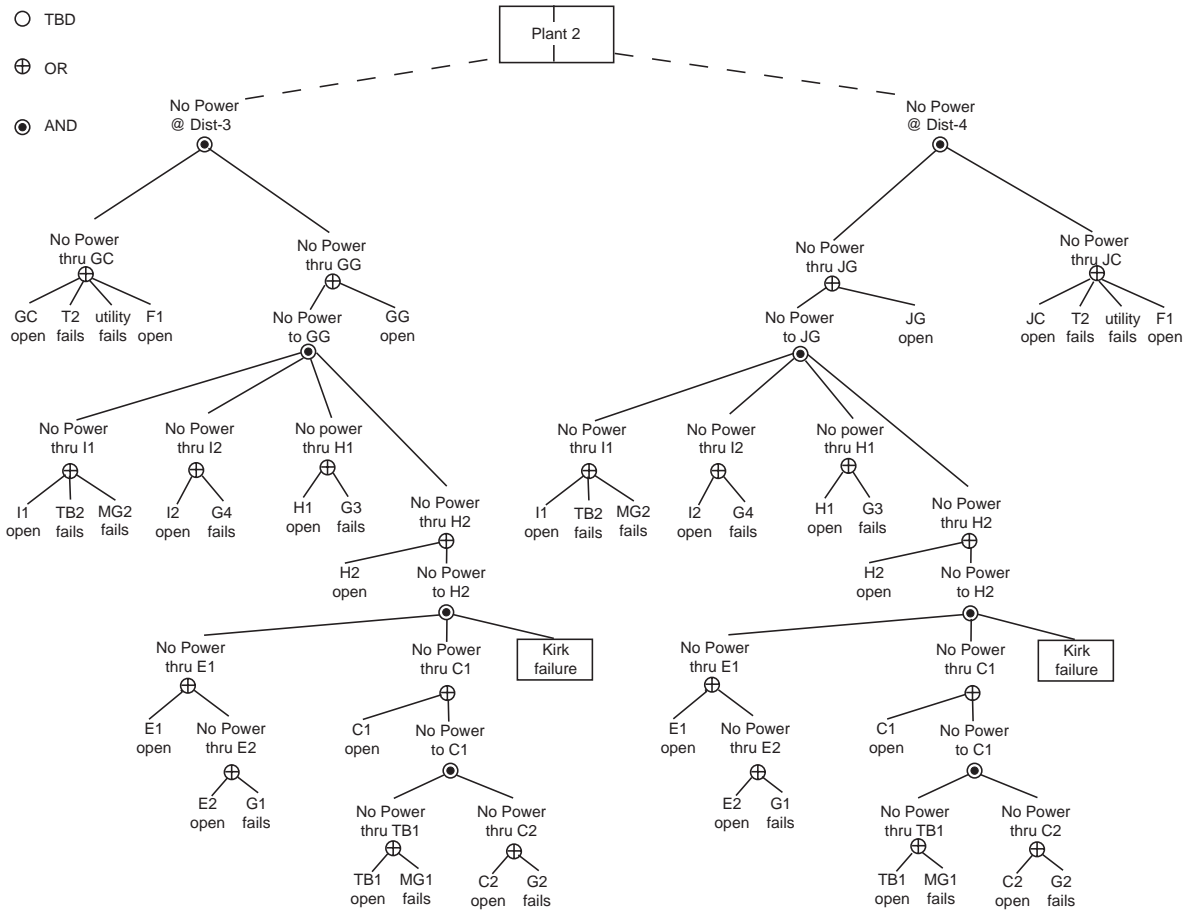 TBD
OR
AND
Plant 2
No Power
@ Dist-3
No Power
@ Dist-4
No Power
thru GC
No Power
thru GG
No Power
thru JG
No Power
thru JC
GC
open
T2
fails
utility
fails
F1
open
No Power
to GG
GG
open
No Power
to JG
JG
open
JC
open
T2
fails
utility
fails
F1
open
No Power
thru I1
No Power
thru I2
No power
thru H1
No Power
thru I1
No Power
thru I2
No power
thru H1
I1
open
TB2
fails
MG2
fails
I2
open
G4
fails
H1
open
G3
fails
No Power
thru H2
I1
open
TB2
fails
MG2
fails
I2
open
G4
fails
H1
open
G3
fails
No Power
thru H2
H2
open
No Power
to H2
H2
open
No Power
to H2
No Power
thru E1
No Power
thru C1
Kirk
failure
No Power
thru E1
No Power
thru C1
Kirk
failure
E1
open
No Power
thru E2
C1
open
No Power
to C1
E1
open
No Power
thru E2
C1
open
No Power
to C1
E2
open
G1
fails
No Power
thru TB1
No Power
thru C2
E2
open
G1
fails
No Power
thru TB1
No Power
thru C2
TB1
open
MG1
fails
C2
open
G2
fails
TB1
open
MG1
fails
C2
open
G2
fails